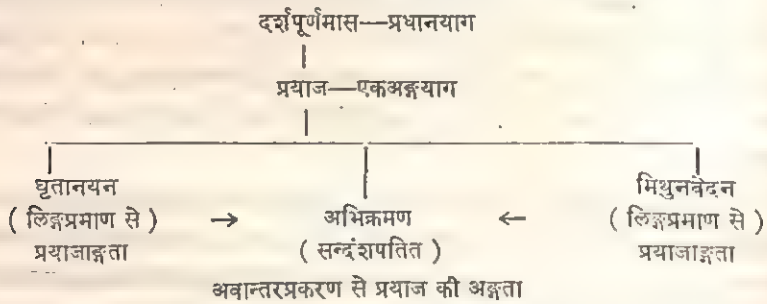 दर्शपूर्णमास—प्रधानयाग
प्रयाज—एकअङ्गयाग
घृतानयन
( लिङ्गप्रमाण से )
प्रयाजाङ्गता
→
अभिक्रमण
( सन्दंशपतित )
←
मिथुनवेदन
( लिङ्गप्रमाण से )
प्रयाजाङ्गता
अवान्तरप्रकरण से प्रयाज की अङ्गता